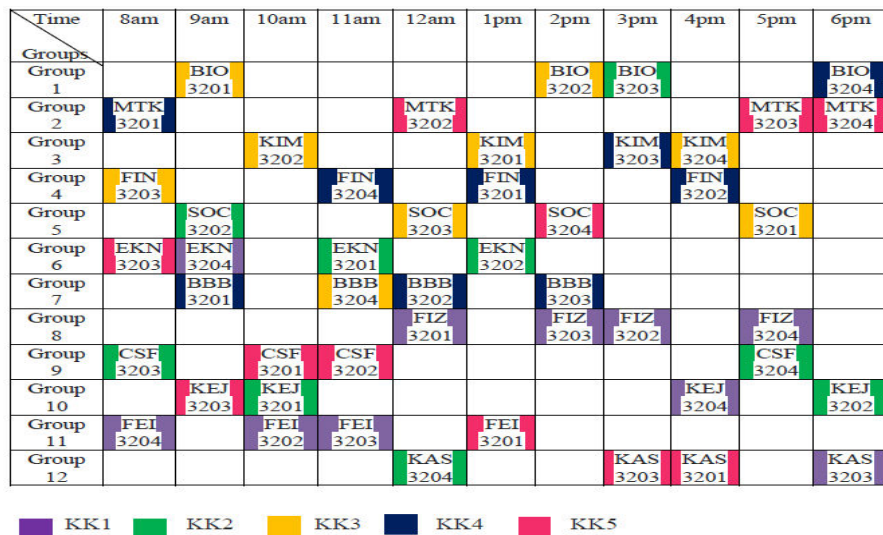 Time 8am 9am 10am 11am 12am 1pm 2pm 3pm 4pm 5pm 6pm
Groups
Group BIO BIO BIO BIO
1 3201 3202 3203 3204
Group MTK MTK MTK MTK
2 3201 3202 3203 3204
Group KIM KIM KIM KIM
3 3202 3201 3203 3204
Group FIN FIN FIN FIN
4 3203 3204 3201 3202
Group SOC SOC SOC SOC
5 3202 3203 3204 3201
Group EKN EKN EKN EKN
6 3203 3204 3201 3202
Group BBB BBB BBB BBB
7 3201 3204 3202 3203
Group FIZ FIZ FIZ FIZ
8 3201 3203 3202 3204
Group CSF CSF CSF CSF
9 3203 3201 3202 3204
Group KEJ KEJ KEJ KEJ
10 3203 3201 3204 3202
Group FEI FEI FEI FEI
11 3204 3202 3203 3201
Group KAS KAS KAS KAS
12 3204 3203 3201 3203
KK1 KK2 KK3 KK4 KK5